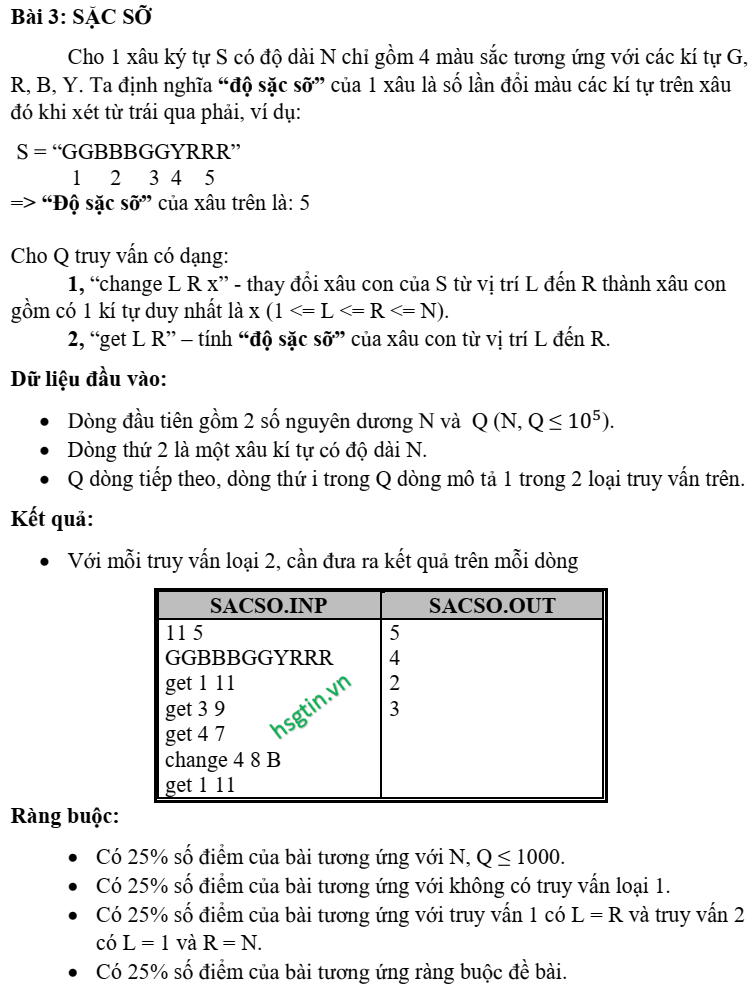 Bài 3: SẶC SỠ
Cho 1 xâu ký tự S có độ dài N chỉ gồm 4 màu sắc tương ứng với các kí tự G,
R, B, Y. Ta định nghĩa “độ sặc sỡ” của 1 xâu là số lần đổi màu các kí tự trên xâu
đó khi xét từ trái qua phải, ví dụ:
S = “GGBBBGGYRRR”
1 2 3 4 5
=> “Độ sặc sỡ” của xâu trên là: 5
Cho Q truy vấn có dạng:
1, “change L R x” - thay đổi xâu con của S từ vị trí L đến R thành xâu con
gồm có 1 kí tự duy nhất là x (1 <= L <= R <= N).
2, “get L R” – tính “độ sặc sỡ” của xâu con từ vị trí L đến R.
Dữ liệu đầu vào:
• Dòng đầu tiên gồm 2 số nguyên dương N và Q (N, Q ≤ 10⁵).
• Dòng thứ 2 là một xâu kí tự có độ dài N.
• Q dòng tiếp theo, dòng thứ i trong Q dòng mô tả 1 trong 2 loại truy vấn trên.
Kết quả:
• Với mỗi truy vấn loại 2, cần đưa ra kết quả trên mỗi dòng
SACSO.INP SACSO.OUT
11 5 5
GGBBBGGYRRR 4
get 1 11 2
get 3 9 3
get 4 7
change 4 8 B
get 1 11
hsgtin.vn
Ràng buộc:
• Có 25% số điểm của bài tương ứng với N, Q ≤ 1000.
• Có 25% số điểm của bài tương ứng với không có truy vấn loại 1.
• Có 25% số điểm của bài tương ứng với truy vấn 1 có L = R và truy vấn 2
có L = 1 và R = N.
• Có 25% số điểm của bài tương ứng ràng buộc đề bài.